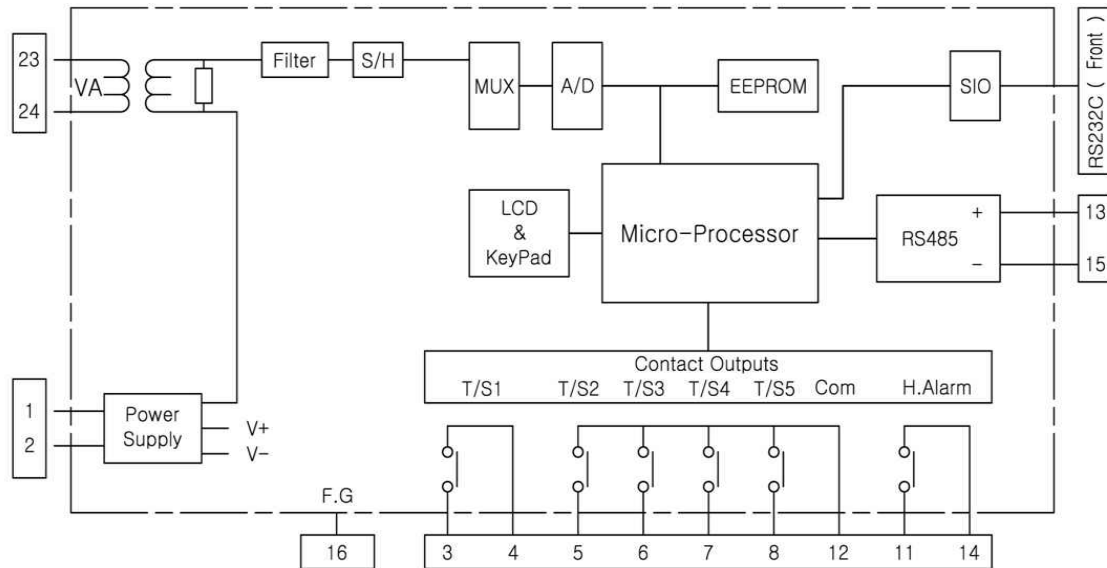 23
24
VA
Filter
S/H
MUX
A/D
EEPROM
SIO
RS232C ( Front )
LCD
&
KeyPad
Micro-Processor
RS485
+
-
13
15
Contact Outputs
T/S1 T/S2 T/S3 T/S4 T/S5 Com H.Alarm
1
2
Power
Supply
V+
V-
F.G
16
3 4 5 6 7 8 12 11 14